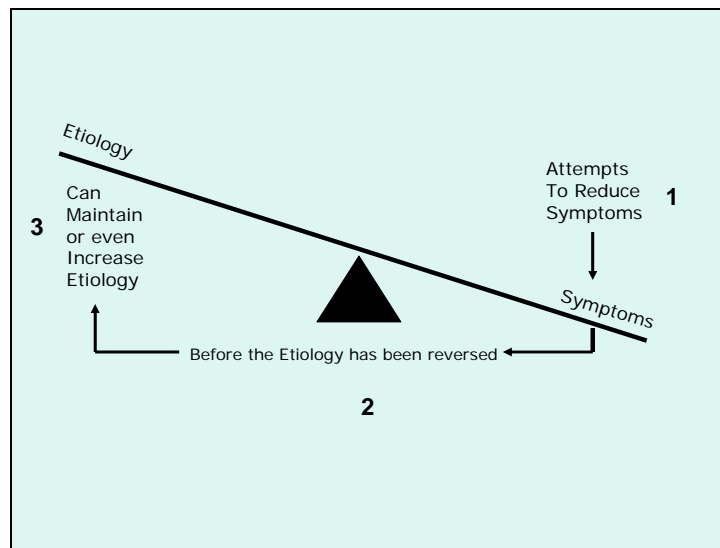 Etiology
Attempts
To Reduce
Symptoms
1
Can
Maintain
or even
Increase
Etiology
3
Symptoms
Before the Etiology has been reversed
2